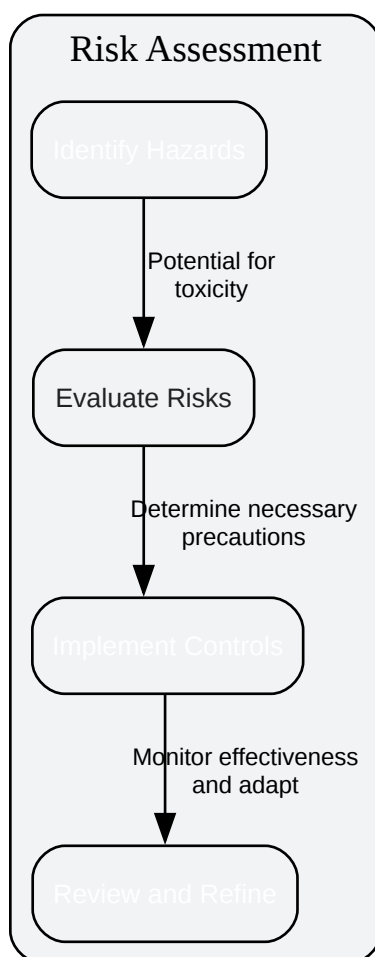 Risk Assessment
Identify Hazards
Potential for
toxicity
Evaluate Risks
Determine necessary
precautions
Implement Controls
Monitor effectiveness
and adapt
Review and Refine